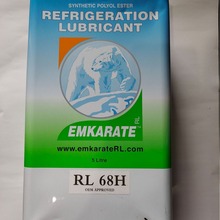 SYNTHETIC POLYOL ESTER
REFRIGERATION
LUBRICANT
EMKARATE RL
www.emkarateRL.com
5 Litre
RL 68H
OEM APPROVED